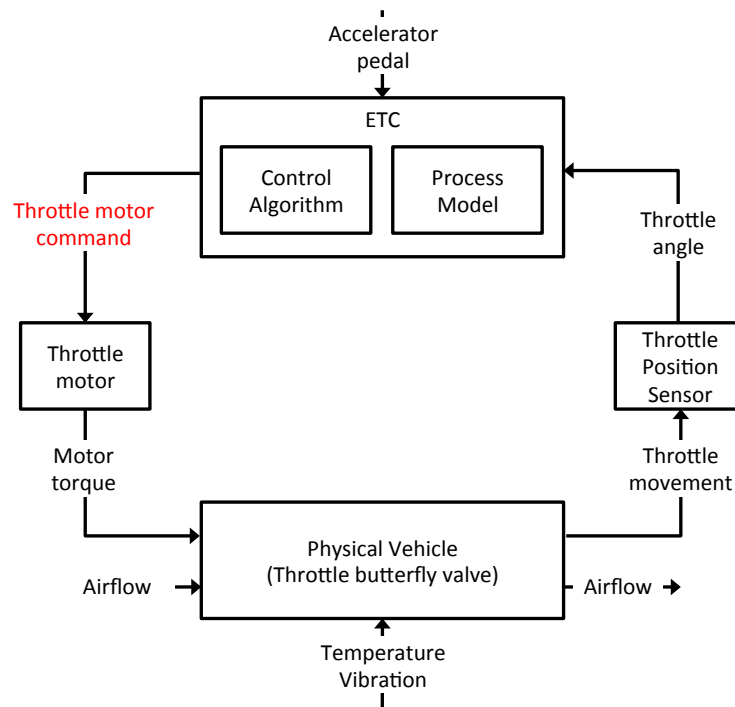 Accelerator
pedal
ETC
Control
Algorithm
Process
Model
Throttle motor
command
Throttle
angle
Throttle
motor
Throttle
Position
Sensor
Motor
torque
Throttle
movement
Physical Vehicle
(Throttle butterfly valve)
Airflow
Airflow
Temperature
Vibration